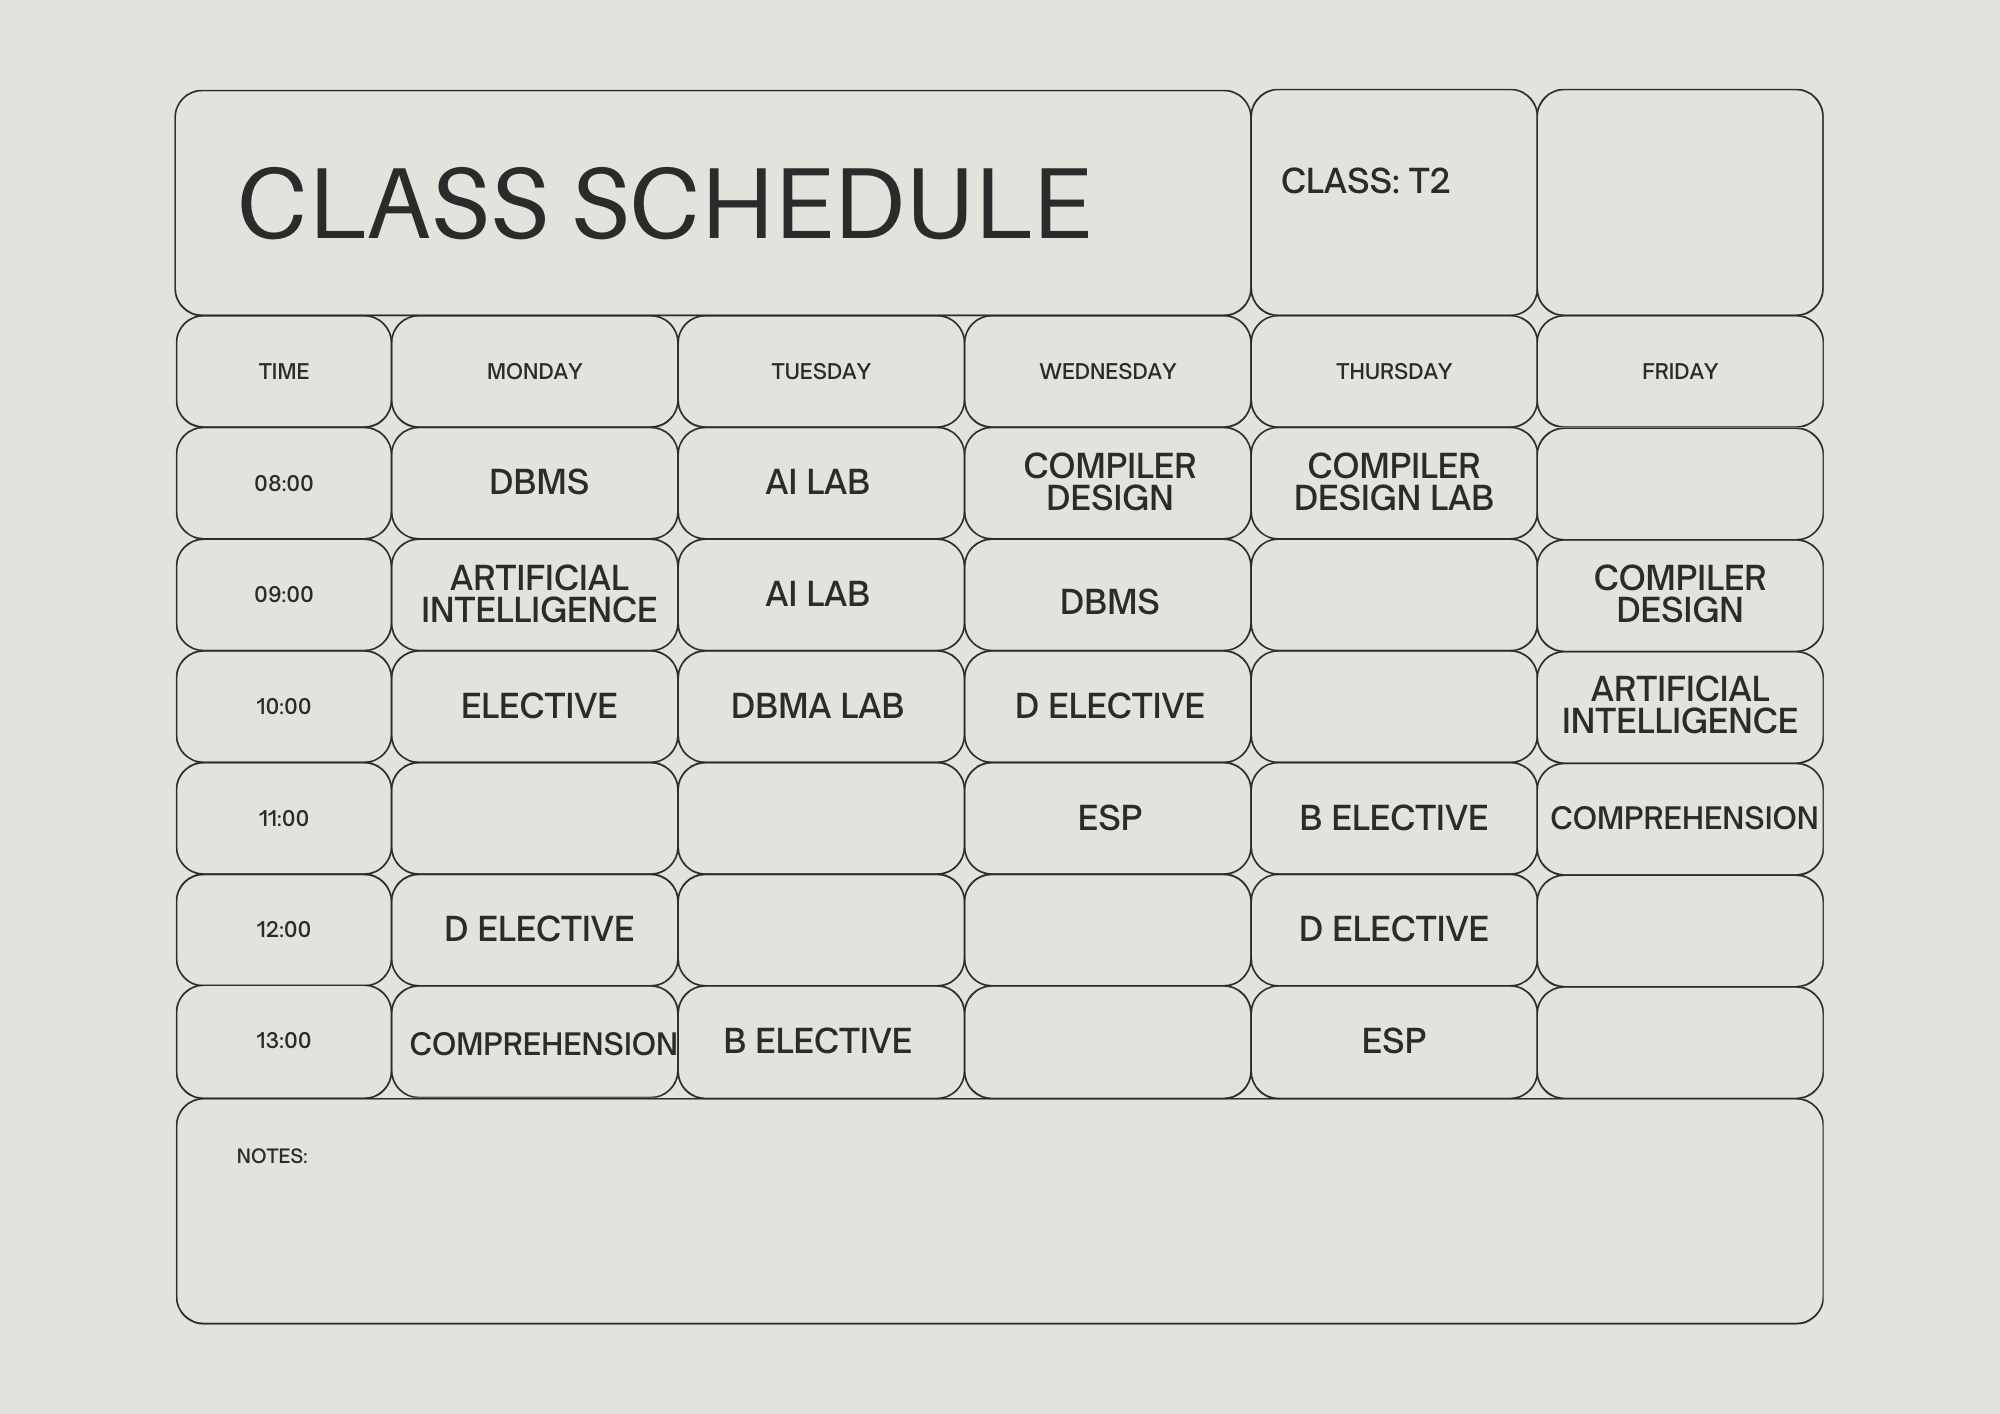 CLASS SCHEDULE
CLASS: T2
TIME
MONDAY
TUESDAY
WEDNESDAY
THURSDAY
FRIDAY
08:00
DBMS
AI LAB
COMPILER
DESIGN
COMPILER
DESIGN LAB
09:00
ARTIFICIAL
INTELLIGENCE
AI LAB
DBMS
COMPILER
DESIGN
10:00
ELECTIVE
DBMA LAB
D ELECTIVE
ARTIFICIAL
INTELLIGENCE
11:00
ESP
B ELECTIVE
COMPREHENSION
12:00
D ELECTIVE
D ELECTIVE
13:00
COMPREHENSION
B ELECTIVE
ESP
NOTES: